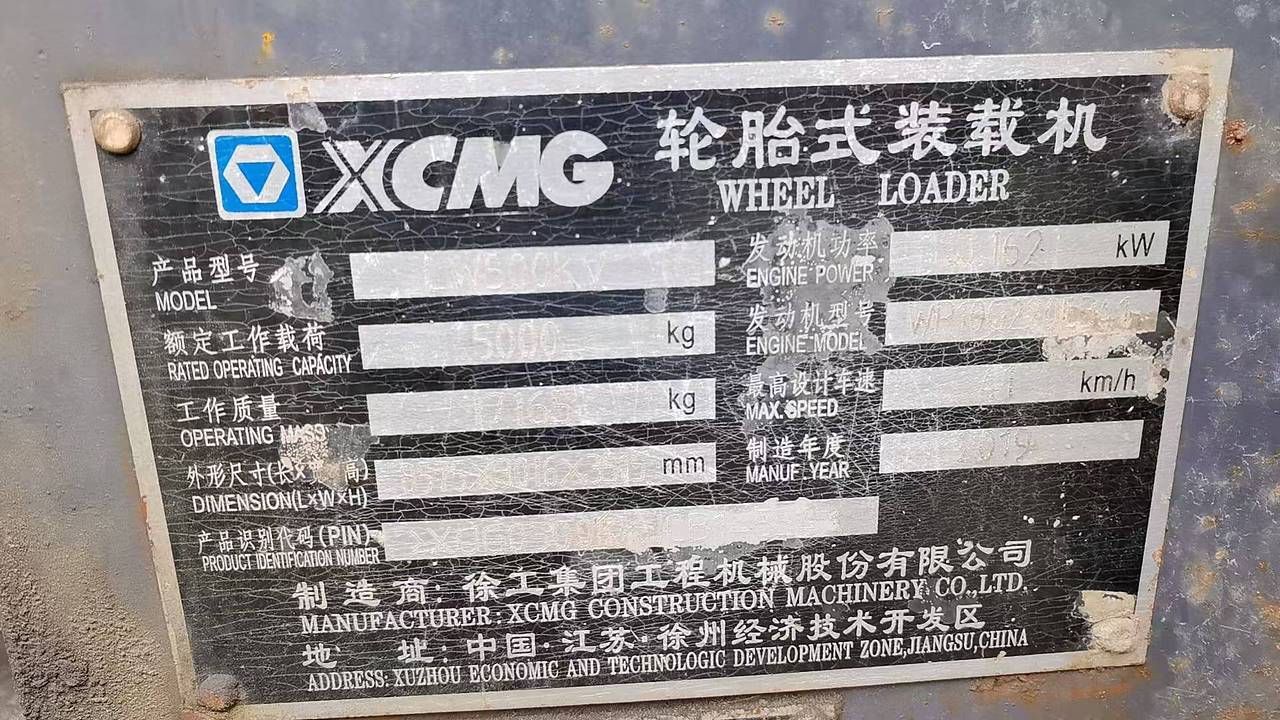 XCMG 轮胎式装载机
WHEEL LOADER
产品型号 LW500KV
MODEL
额定工作载荷 5000 kg
RATED OPERATING CAPACITY
工作质量 kg
OPERATING MASS
外形尺寸(长× 高) mm
DIMENSION(L×W×H)
产品识别代码(PIN)
PRODUCT IDENTIFICATION NUMBER
发动机功率 162 kW
ENGINE POWER
发动机型号
ENGINE MODEL
最高设计车速 km/h
MAX. SPEED
制造年度
MANUF. YEAR
制造商:徐工集团工程机械股份有限公司
MANUFACTURER: XCMG CONSTRUCTION MACHINERY CO.,LTD.
地 址:中国·江苏·徐州经济技术开发区
ADDRESS: XUZHOU ECONOMIC AND TECHNOLOGIC DEVELOPMENT ZONE,JIANGSU,CHINA